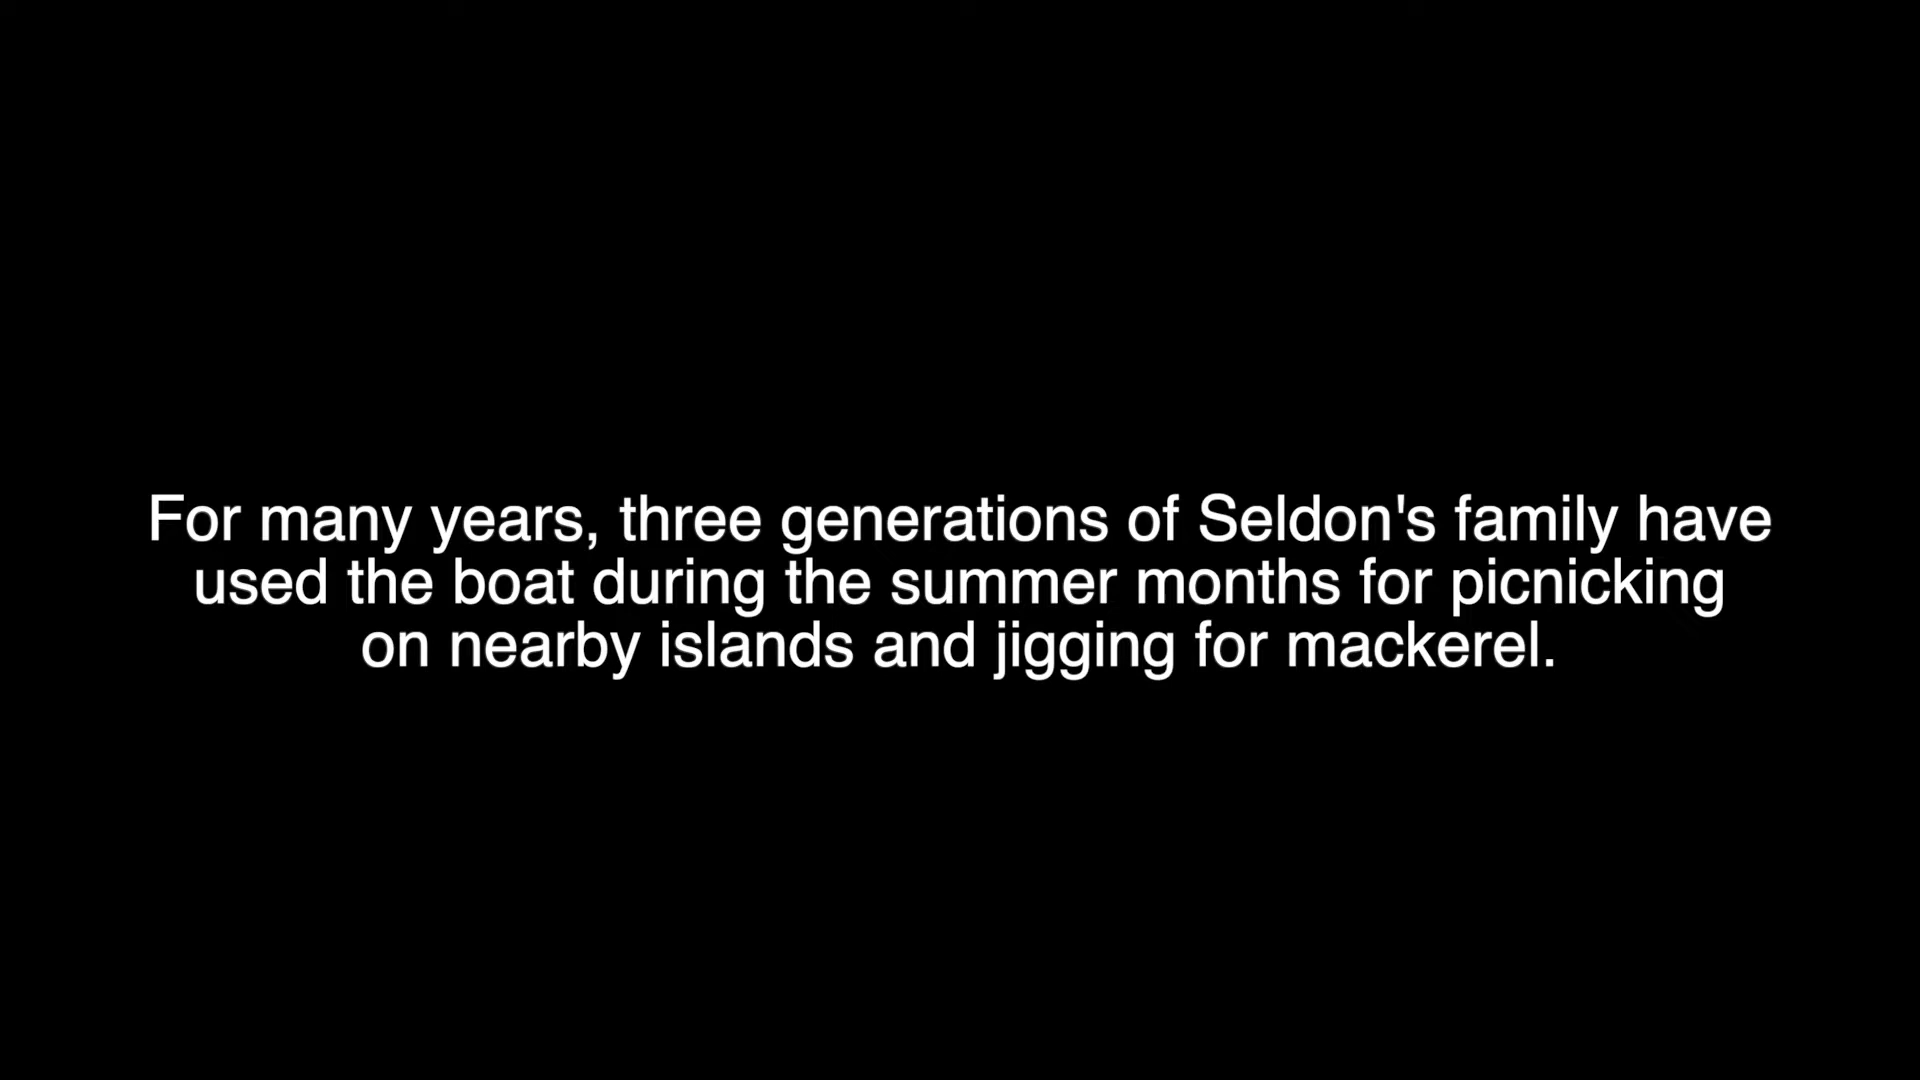 For many years, three generations of Seldon's family have
used the boat during the summer months for picnicking
on nearby islands and jigging for mackerel.